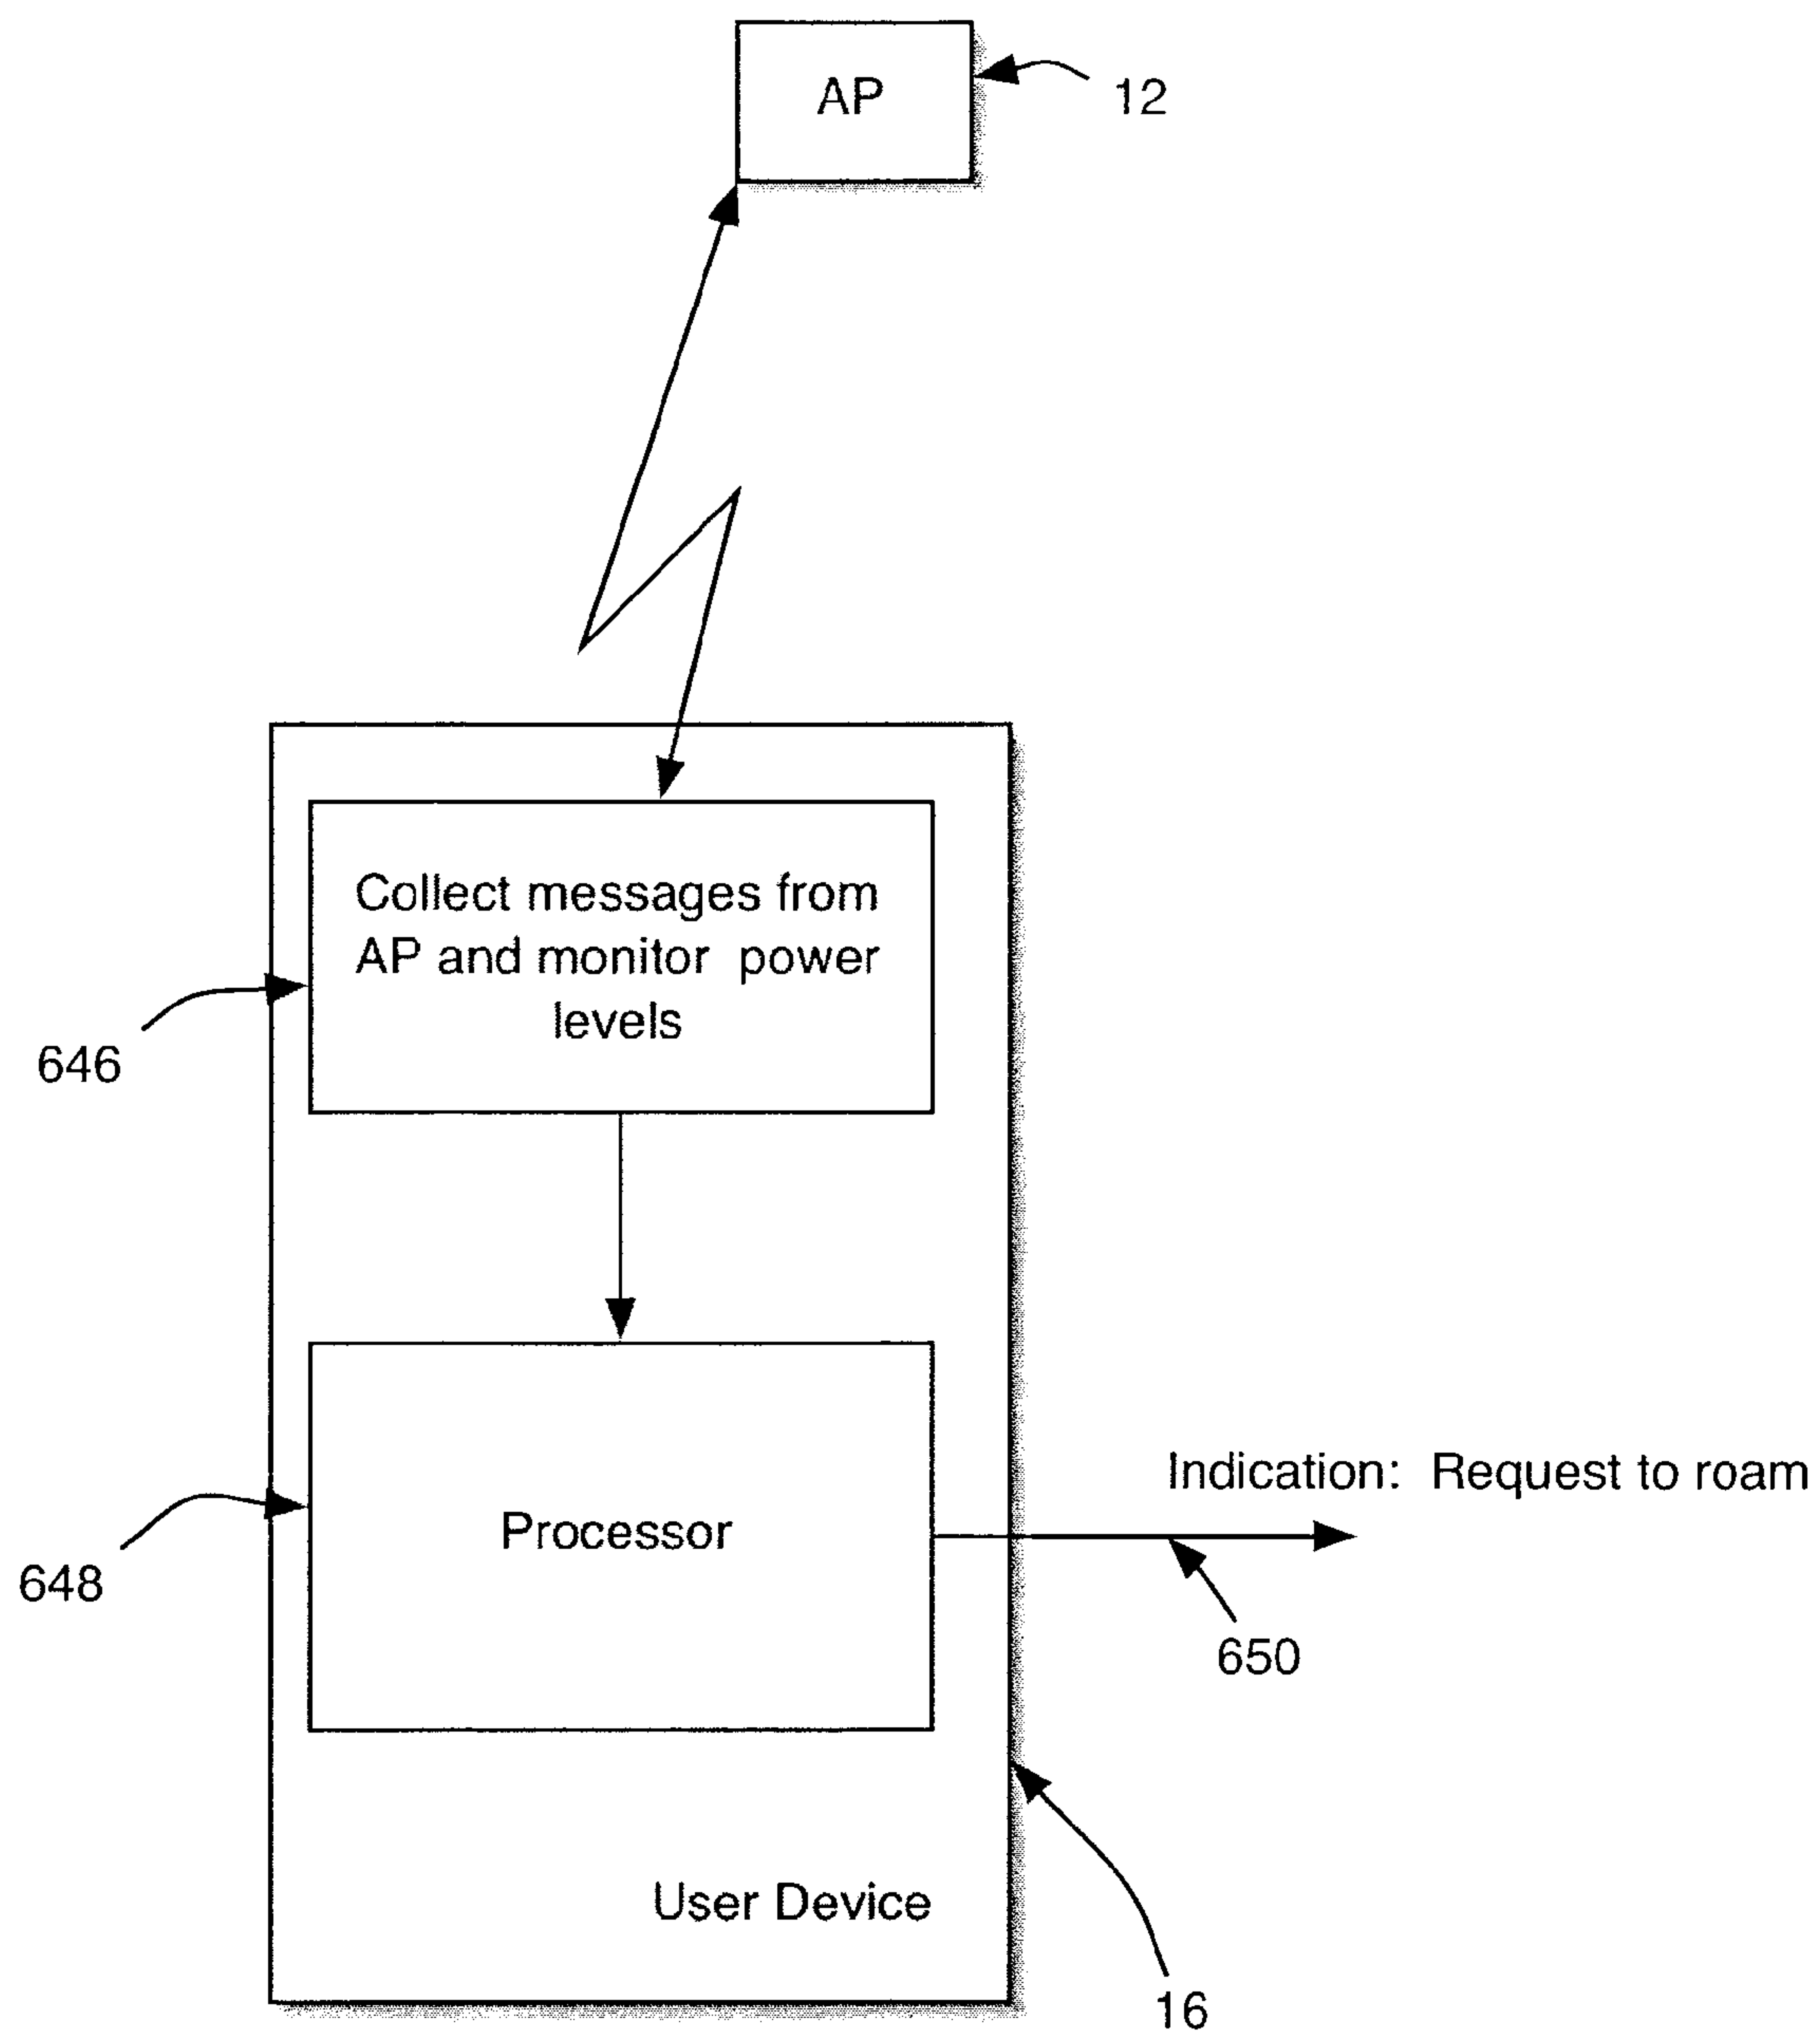 AP
12
Collect messages from
AP and monitor power
levels
646
Indication: Request to roam
Processor
648
650
User Device
16